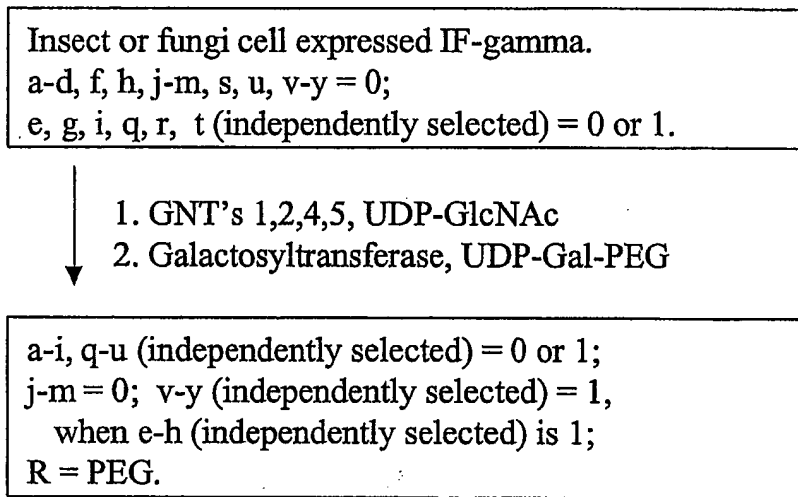 Insect or fungi cell expressed IF-gamma.
a-d, f, h, j-m, s, u, v-y = 0;
e, g, i, q, r, t (independently selected) = 0 or 1.
1. GNT's 1,2,4,5, UDP-GlcNAc
2. Galactosyltransferase, UDP-Gal-PEG
a-i, q-u (independently selected) = 0 or 1;
j-m = 0; v-y (independently selected) = 1,
when e-h (independently selected) is 1;
R = PEG.